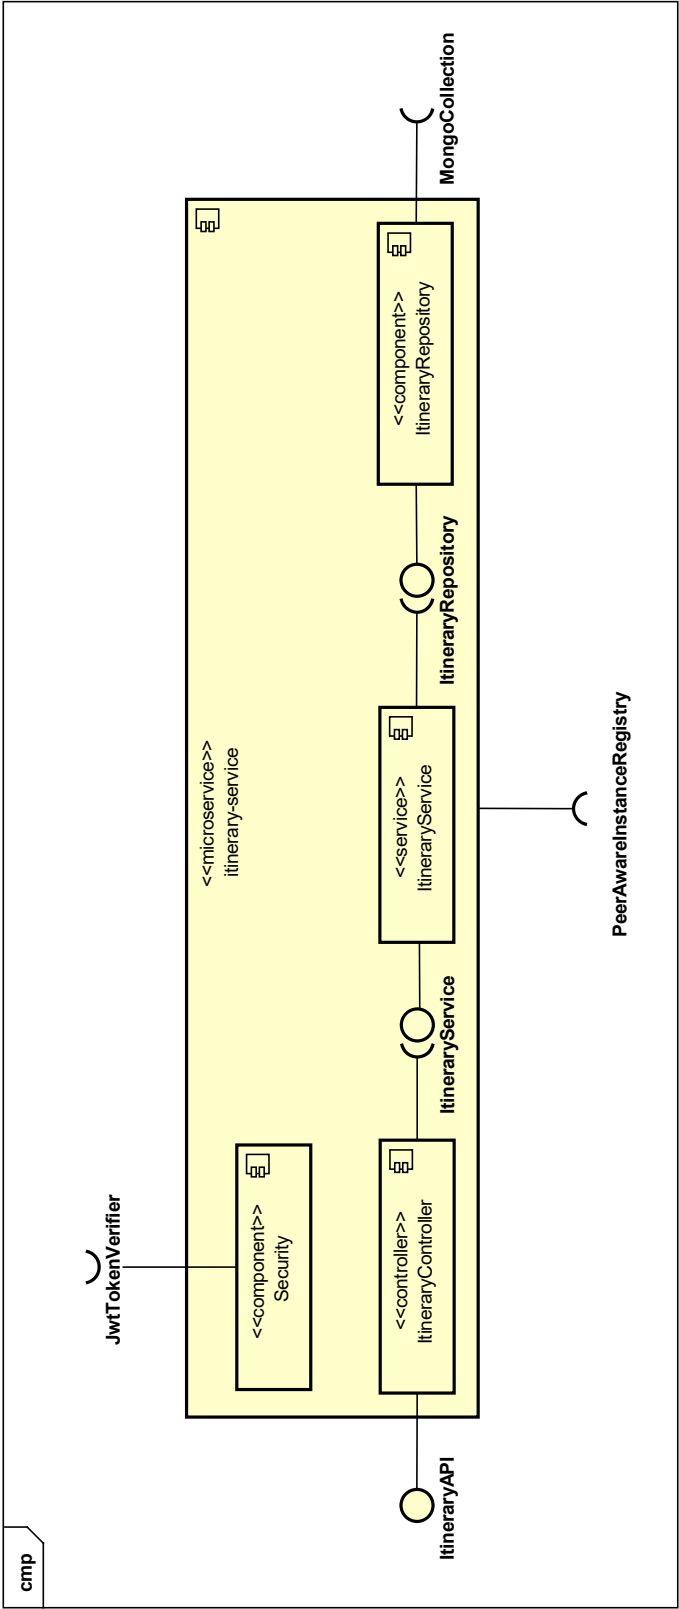 cmp
JwtTokenVerifier
<<microservice>>
itinerary-service
<<component>>
Security
ItineraryAPI
<<controller>>
ItineraryController
ItineraryService
<<service>>
ItineraryService
ItineraryRepository
<<component>>
ItineraryRepository
MongoCollection
PeerAwareInstanceRegistry